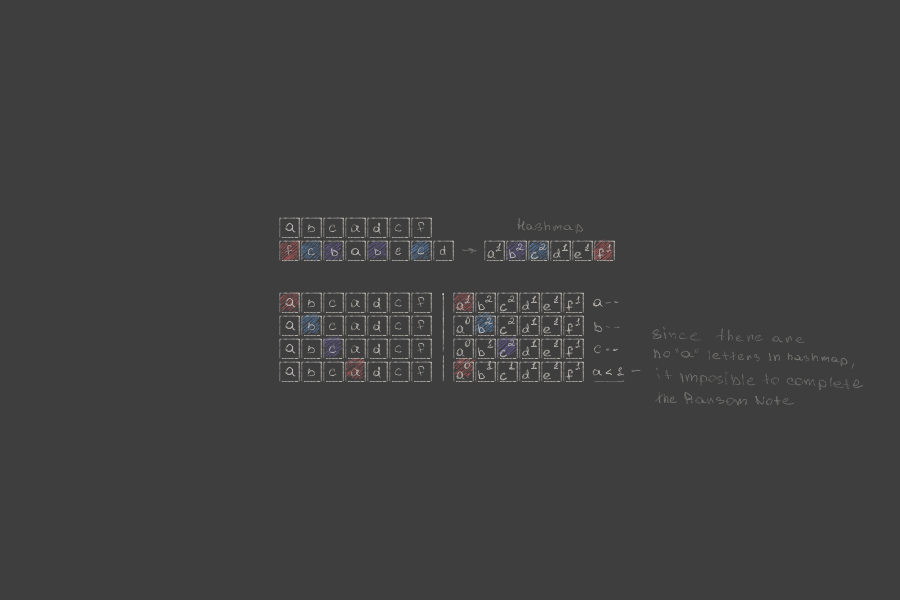 Hashmap
a b c a d c f
f c b a b e c d → a¹ b² c² d¹ e¹ f¹
a b c a d c f a¹ b² c² d¹ e¹ f¹ a--
a b c a d c f a⁰ b² c² d¹ e¹ f¹ b--
a b c a d c f a⁰ b¹ c² d¹ e¹ f¹ c--
a b c a d c f a⁰ b¹ c¹ d¹ e¹ f¹ a < 1 -
since there are
no "a" letters in hashmap,
it imposible to complete
the Ransom Note